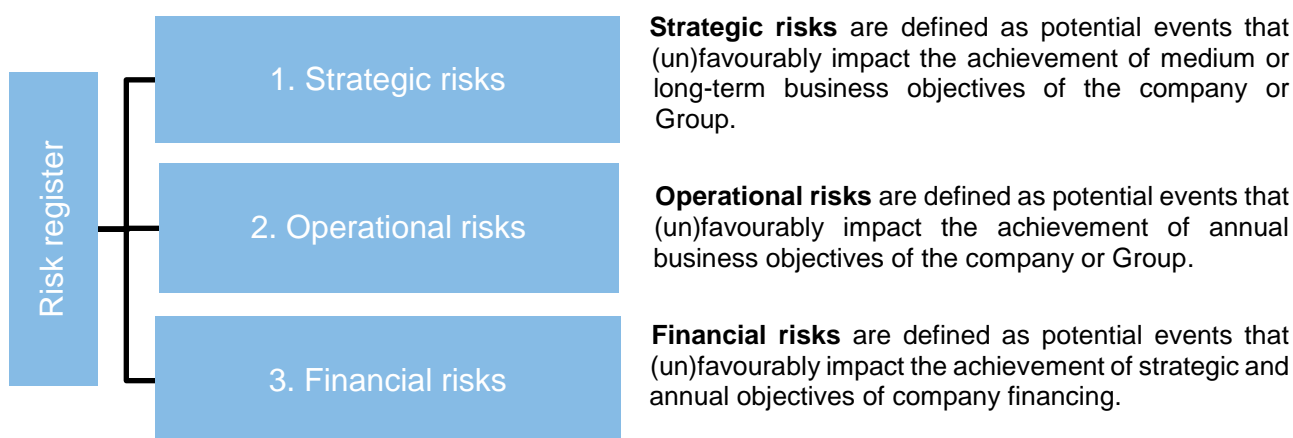 Risk register
1. Strategic risks
Strategic risks are defined as potential events that
(un)favourably impact the achievement of medium or
long-term business objectives of the company or
Group.
2. Operational risks
Operational risks are defined as potential events that
(un)favourably impact the achievement of annual
business objectives of the company or Group.
3. Financial risks
Financial risks are defined as potential events that
(un)favourably impact the achievement of strategic and
annual objectives of company financing.